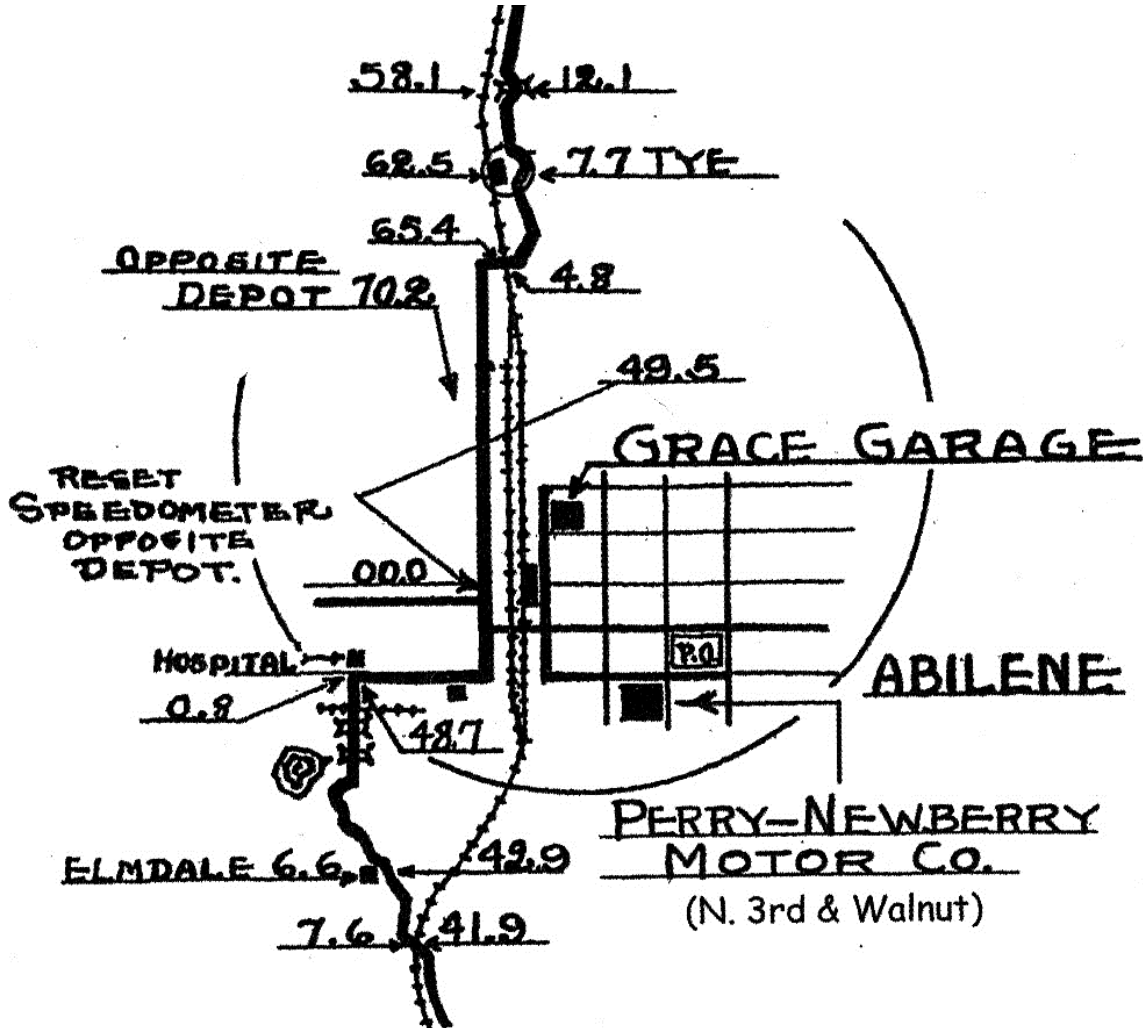 58.1
12.1
62.5
7.7 TYE
65.4
OPPOSITE
DEPOT 70.2
4.8
49.5
GRACE GARAGE
RESET
SPEEDOMETER
OPPOSITE
DEPOT.
00.0
HOSPITAL
P.O.
ABILENE
0.8
48.7
PERRY-NEWBERRY
MOTOR CO.
(N. 3rd & Walnut)
ELMDALE 6.6
42.9
7.6
41.9